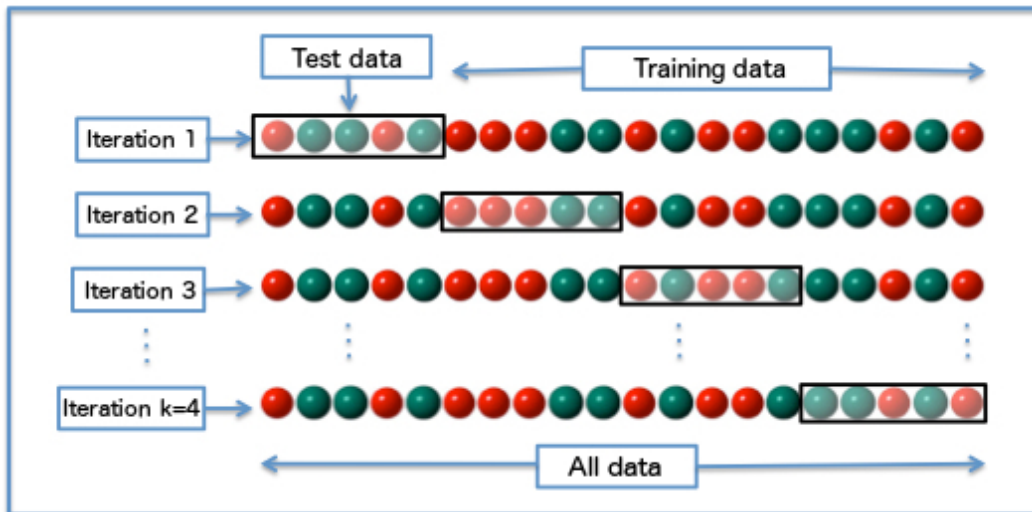 Test data
Training data
Iteration 1
Iteration 2
Iteration 3
Iteration k=4
All data